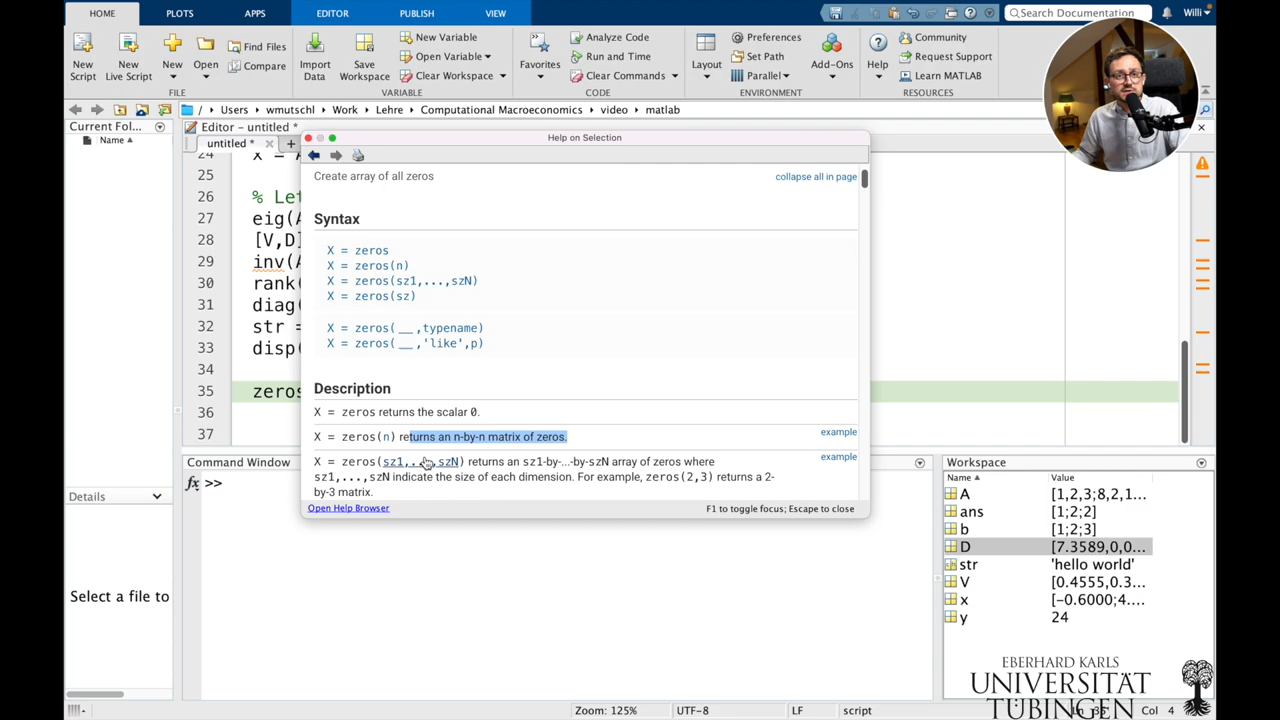 HOME PLOTS APPS EDITOR PUBLISH VIEW Search Documentation Willi
New Script New Live Script New Open Find Files Compare Import Data Save Workspace New Variable Open Variable Clear Workspace Favorites Analyze Code Run and Time Clear Commands Layout Preferences Set Path Parallel Add-Ons Help Community Request Support Learn MATLAB
FILE VARIABLE CODE ENVIRONMENT RESOURCES
/ Users wmutschl Work Lehre Computational Macroeconomics video matlab
Current Fol...
Name
Editor - untitled *
untitled *
24 X = A
25
26 % Let
27 eig(A
28 [V,D]
29 inv(A
30 rank(
31 diag(
32 str =
33 disp(
34
35 zeros
36
37
Help on Selection
Create array of all zeros collapse all in page
Syntax
X = zeros
X = zeros(n)
X = zeros(sz1,...,szN)
X = zeros(sz)
X = zeros(__,typename)
X = zeros(__,'like',p)
Description
X = zeros returns the scalar 0.
X = zeros(n) returns an n-by-n matrix of zeros. example
X = zeros(sz1,...,szN) returns an sz1-by-...-by-szN array of zeros where example
sz1,...,szN indicate the size of each dimension. For example, zeros(2,3) returns a 2-
by-3 matrix.
Open Help Browser F1 to toggle focus; Escape to close
Command Window
fx >>
Details
Select a file to
Workspace
Name Value
A [1,2,3;8,2,1...
ans [1;2;2]
b [1;2;3]
D [7.3589,0,0...
str 'hello world'
V [0.4555,0.3...
x [-0.6000;4....
y 24
EBERHARD KARLS
UNIVERSITÄT
TÜBINGEN
Zoom: 125% UTF-8 LF script Col 4